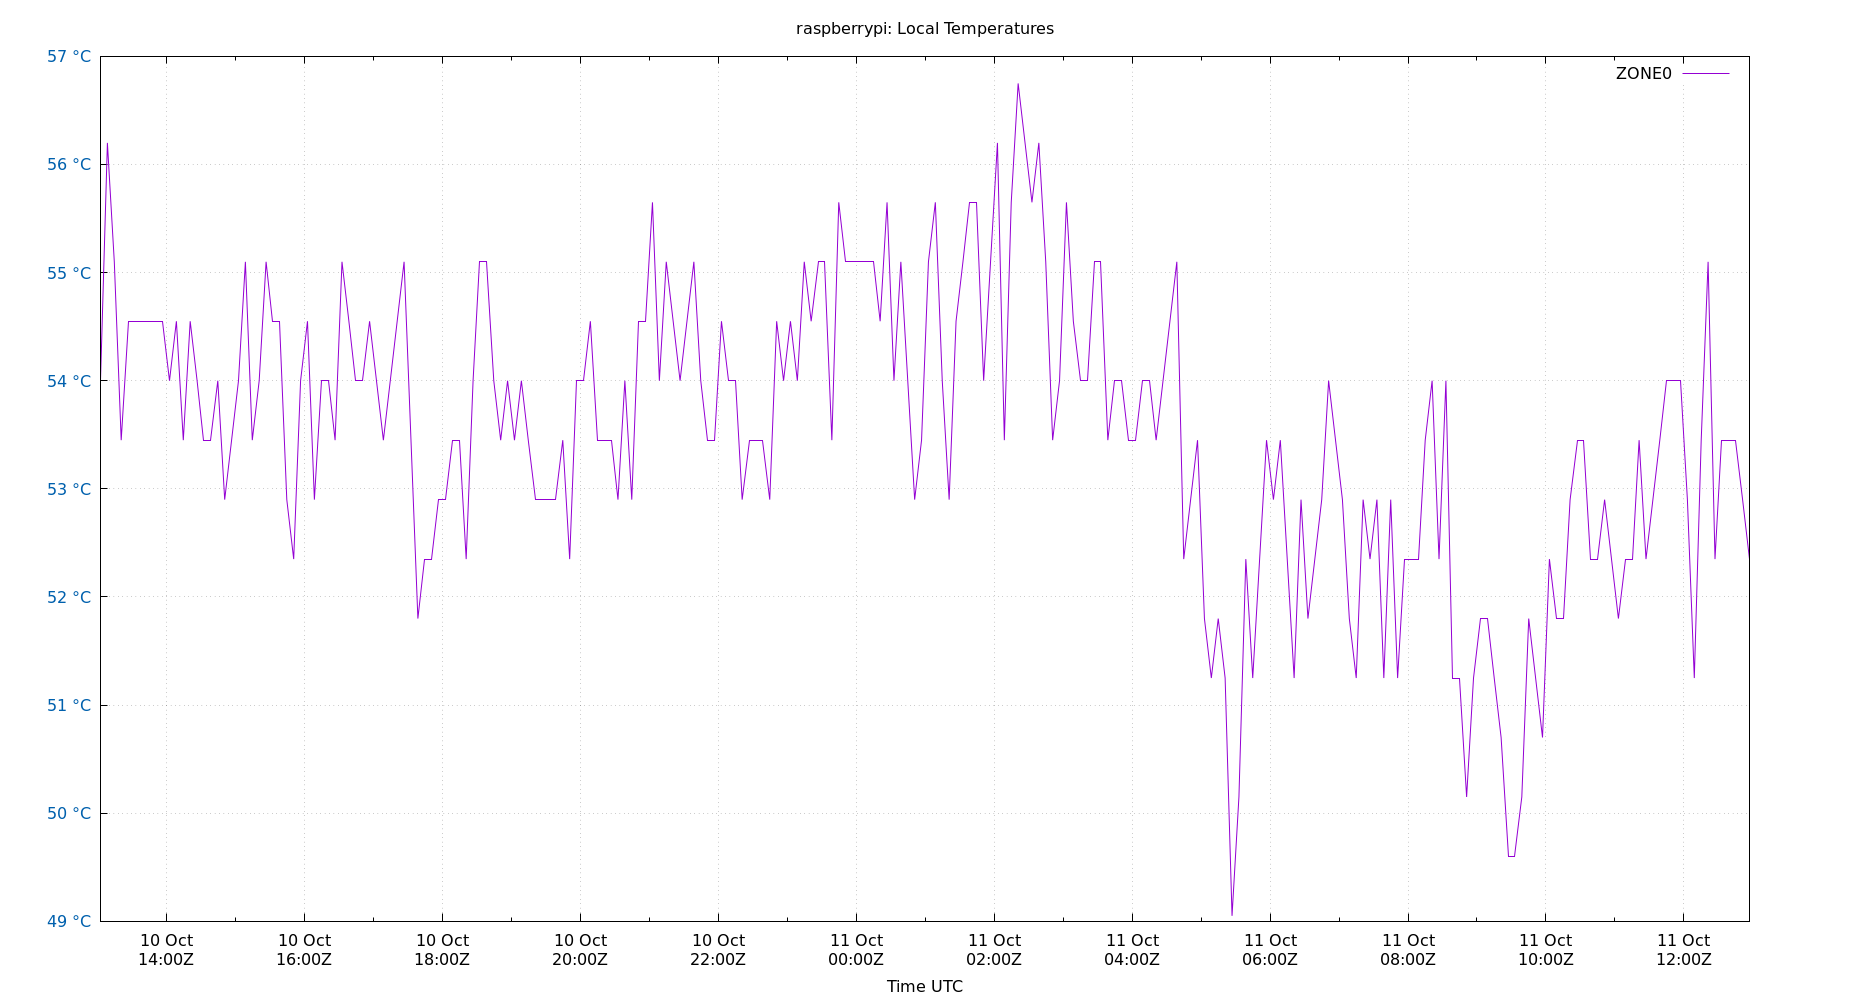 raspberrypi: Local Temperatures
57 °C
ZONE0
56 °C
55 °C
54 °C
53 °C
52 °C
51 °C
50 °C
49 °C
10 Oct 10 Oct 10 Oct 10 Oct 10 Oct 11 Oct 11 Oct 11 Oct 11 Oct 11 Oct 11 Oct 11 Oct
14:00Z 16:00Z 18:00Z 20:00Z 22:00Z 00:00Z 02:00Z 04:00Z 06:00Z 08:00Z 10:00Z 12:00Z
Time UTC